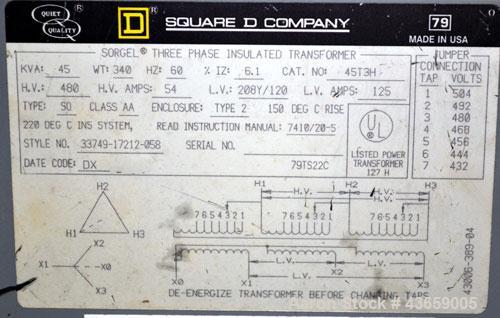 QUIET QUALITY ® D ® SQUARE D COMPANY 79
MADE IN USA
SORGEL® THREE PHASE INSULATED TRANSFORMER
KVA: 45 WT: 340 HZ: 60 % IZ: 6.1 CAT. NO: 45T3H
H.V.: 480 H.V. AMPS: 54 L.V.: 208Y/120 L.V. AMPS: 125
TYPE: SO CLASS AA ENCLOSURE: TYPE 2 150 DEG C RISE
220 DEG C INS SYSTEM, READ INSTRUCTION MANUAL: 7410/20-5
STYLE NO. 33749-17212-058 SERIAL NO.
DATE CODE: DX 79TS22C
UL ®
LISTED POWER
TRANSFORMER
127 H
JUMPER
CONNECTION
TAP VOLTS
1 504
2 492
3 480
4 468
5 456
6 444
7 432
H2
H1 H3
X2
X1 X0
X3
H1 H2 H3
H.V. H.V.
H.V.
7654321 7654321 7654321
X0 X1 X2 X3
L.V. L.V.
L.V.
DE-ENERGIZE TRANSFORMER BEFORE CHANGING TAPS
43006-389-04
Stock # 43659005